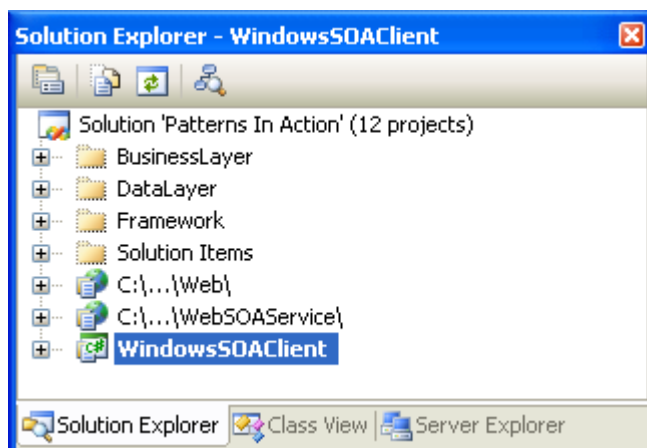 Solution Explorer - WindowsSOAClient
Solution 'Patterns In Action' (12 projects)
BusinessLayer
DataLayer
Framework
Solution Items
C:\...\Web\
C:\...\WebSOAService\
C#
WindowsSOAClient
Solution Explorer Class View Server Explorer